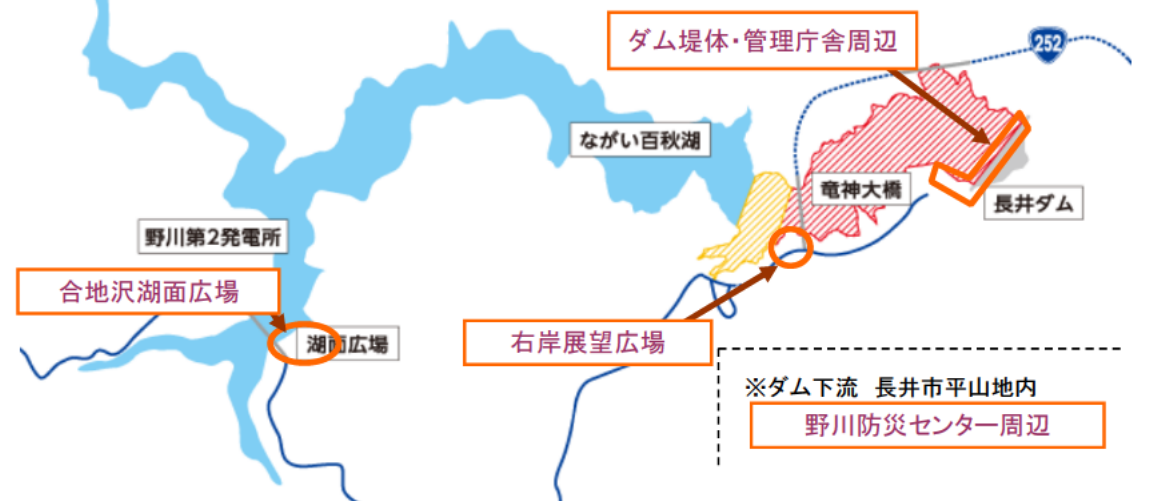 ダム堤体・管理庁舎周辺
252
ながい百秋湖
竜神大橋
長井ダム
野川第2発電所
合地沢湖面広場
湖面広場
右岸展望広場
※ダム下流 長井市平山地内
野川防災センター周辺